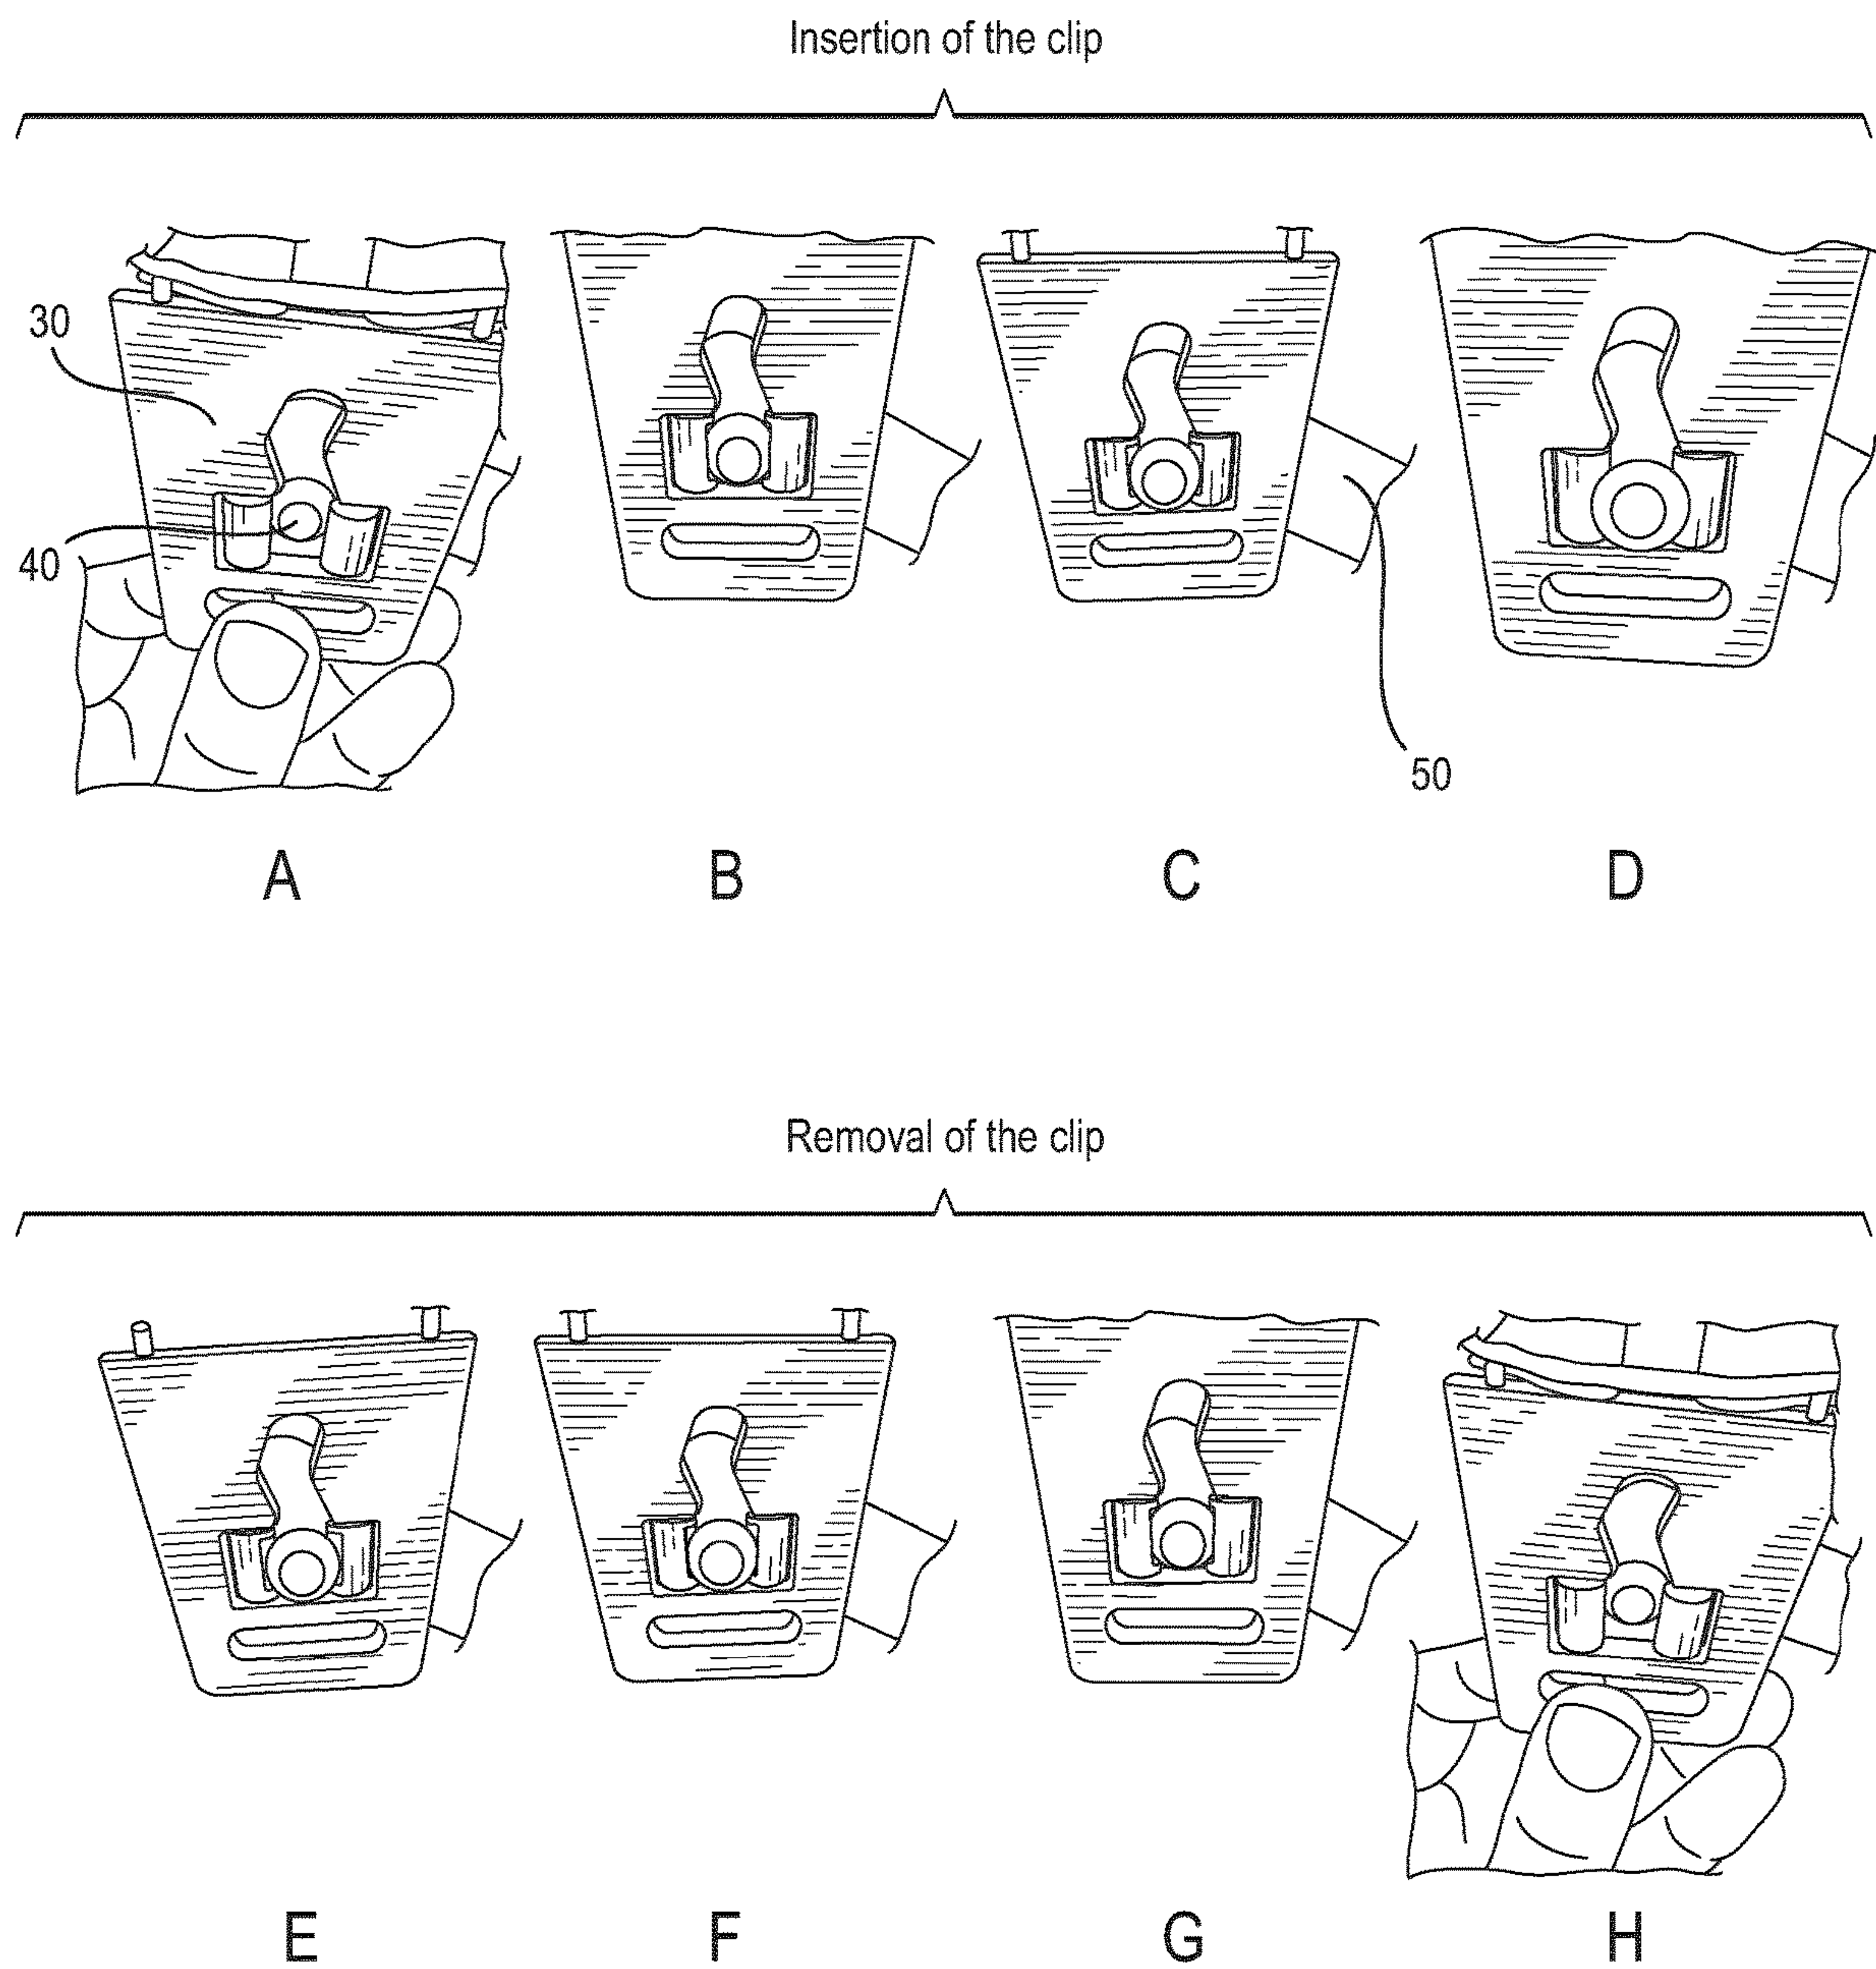 Insertion of the clip
30
40
50
A B C D
Removal of the clip
E F G H